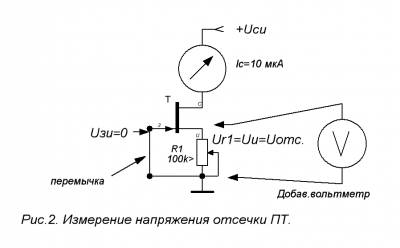 +Uси
Iс=10 мкА
T
с
з
и
Uзи=0
R1
100k>
Ur1=Uи=Uотс.
V
перемычка
Добав.вольтметр
Рис.2. Измерение напряжения отсечки ПТ.